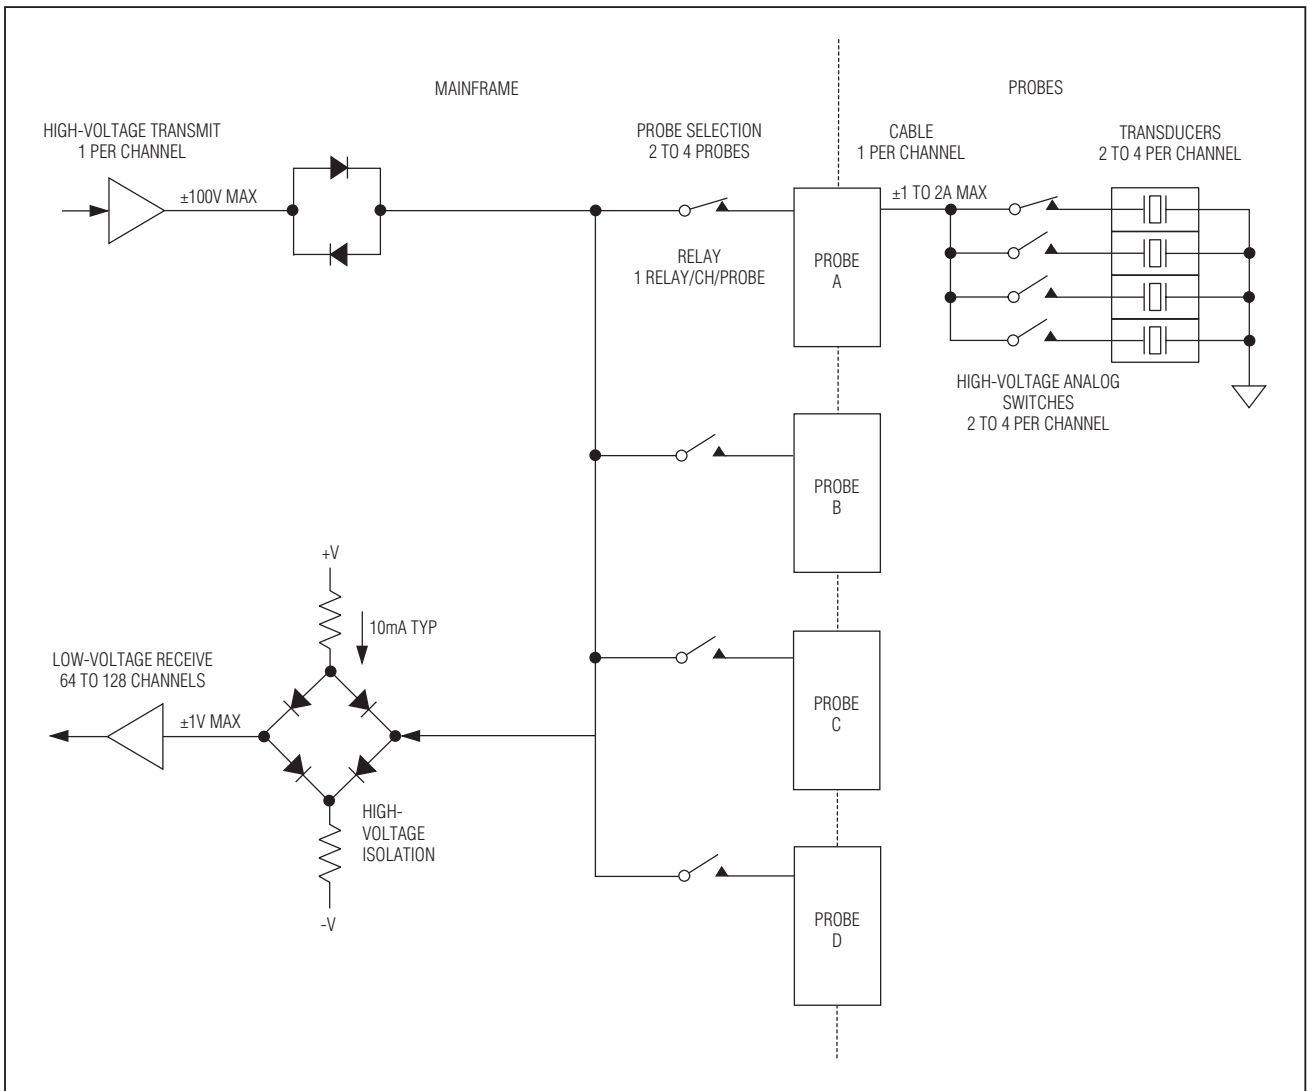 MAINFRAME
PROBES
HIGH-VOLTAGE TRANSMIT
1 PER CHANNEL
±100V MAX
PROBE SELECTION
2 TO 4 PROBES
CABLE
1 PER CHANNEL
TRANSDUCERS
2 TO 4 PER CHANNEL
±1 TO 2A MAX
RELAY
1 RELAY/CH/PROBE
PROBE
A
HIGH-VOLTAGE ANALOG
SWITCHES
2 TO 4 PER CHANNEL
PROBE
B
+V
10mA TYP
LOW-VOLTAGE RECEIVE
64 TO 128 CHANNELS
±1V MAX
PROBE
C
HIGH-
VOLTAGE
ISOLATION
-V
PROBE
D